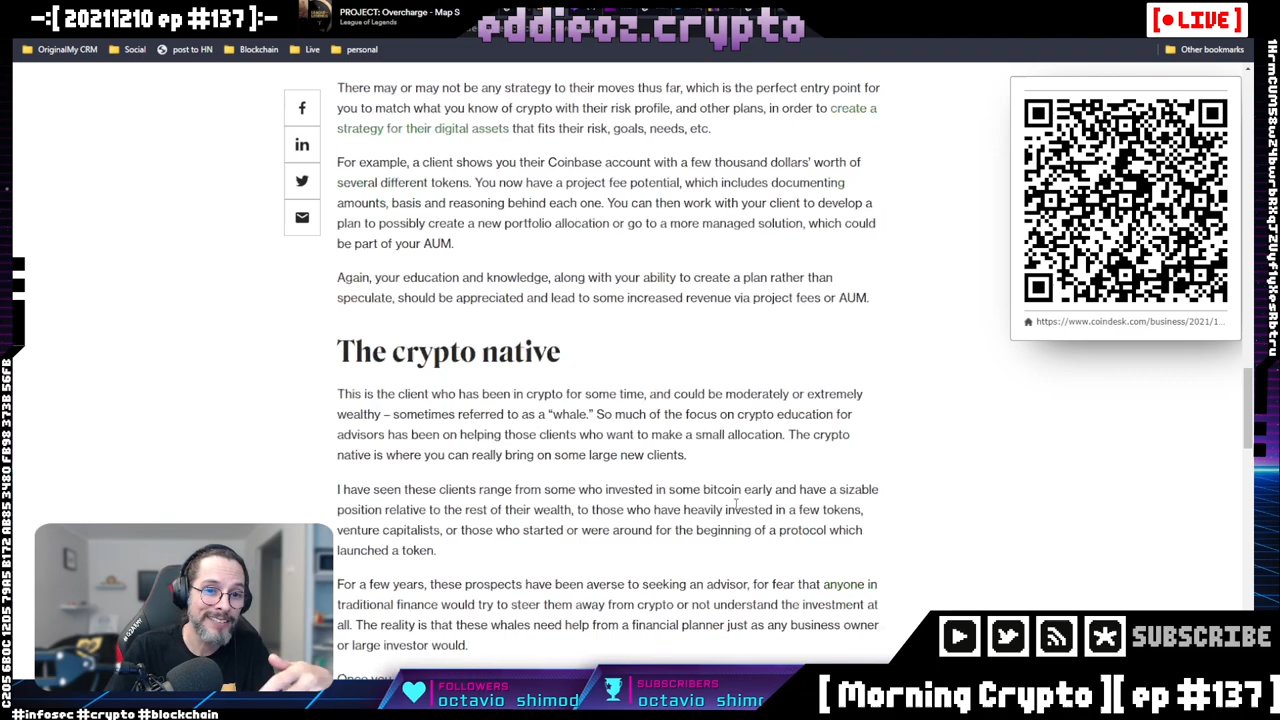 -:[ 20211210 ep #137 ]:-
PROJECT: Overcharge - Map S
League of Legends
eddieoz.crypto
[ ● LIVE ]
OriginalMy CRM
Social
post to HN
Blockchain
Live
personal
Other bookmarks
There may or may not be any strategy to their moves thus far, which is the perfect entry point for
you to match what you know of crypto with their risk profile, and other plans, in order to create a
strategy for their digital assets that fits their risk, goals, needs, etc.
For example, a client shows you their Coinbase account with a few thousand dollars' worth of
several different tokens. You now have a project fee potential, which includes documenting
amounts, basis and reasoning behind each one. You can then work with your client to develop a
plan to possibly create a new portfolio allocation or go to a more managed solution, which could
be part of your AUM.
Again, your education and knowledge, along with your ability to create a plan rather than
speculate, should be appreciated and lead to some increased revenue via project fees or AUM.
The crypto native
This is the client who has been in crypto for some time, and could be moderately or extremely
wealthy – sometimes referred to as a “whale.” So much of the focus on crypto education for
advisors has been on helping those clients who want to make a small allocation. The crypto
native is where you can really bring on some large new clients.
I have seen these clients range from some who invested in some bitcoin early and have a sizable
position relative to the rest of their wealth, to those who have heavily invested in a few tokens,
venture capitalists, or those who started or were around for the beginning of a protocol which
launched a token.
For a few years, these prospects have been averse to seeking an advisor, for fear that anyone in
traditional finance would try to steer them away from crypto or not understand the investment at
all. The reality is that these whales need help from a financial planner just as any business owner
or large investor would.
https://www.coindesk.com/business/2021/1...
SUBSCRIBE
FOLLOWERS
octavio shimod
SUBSCRIBERS
octavio shim
[ Morning Crypto ][ ep #137 ]
#infosec #crypto #blockchain